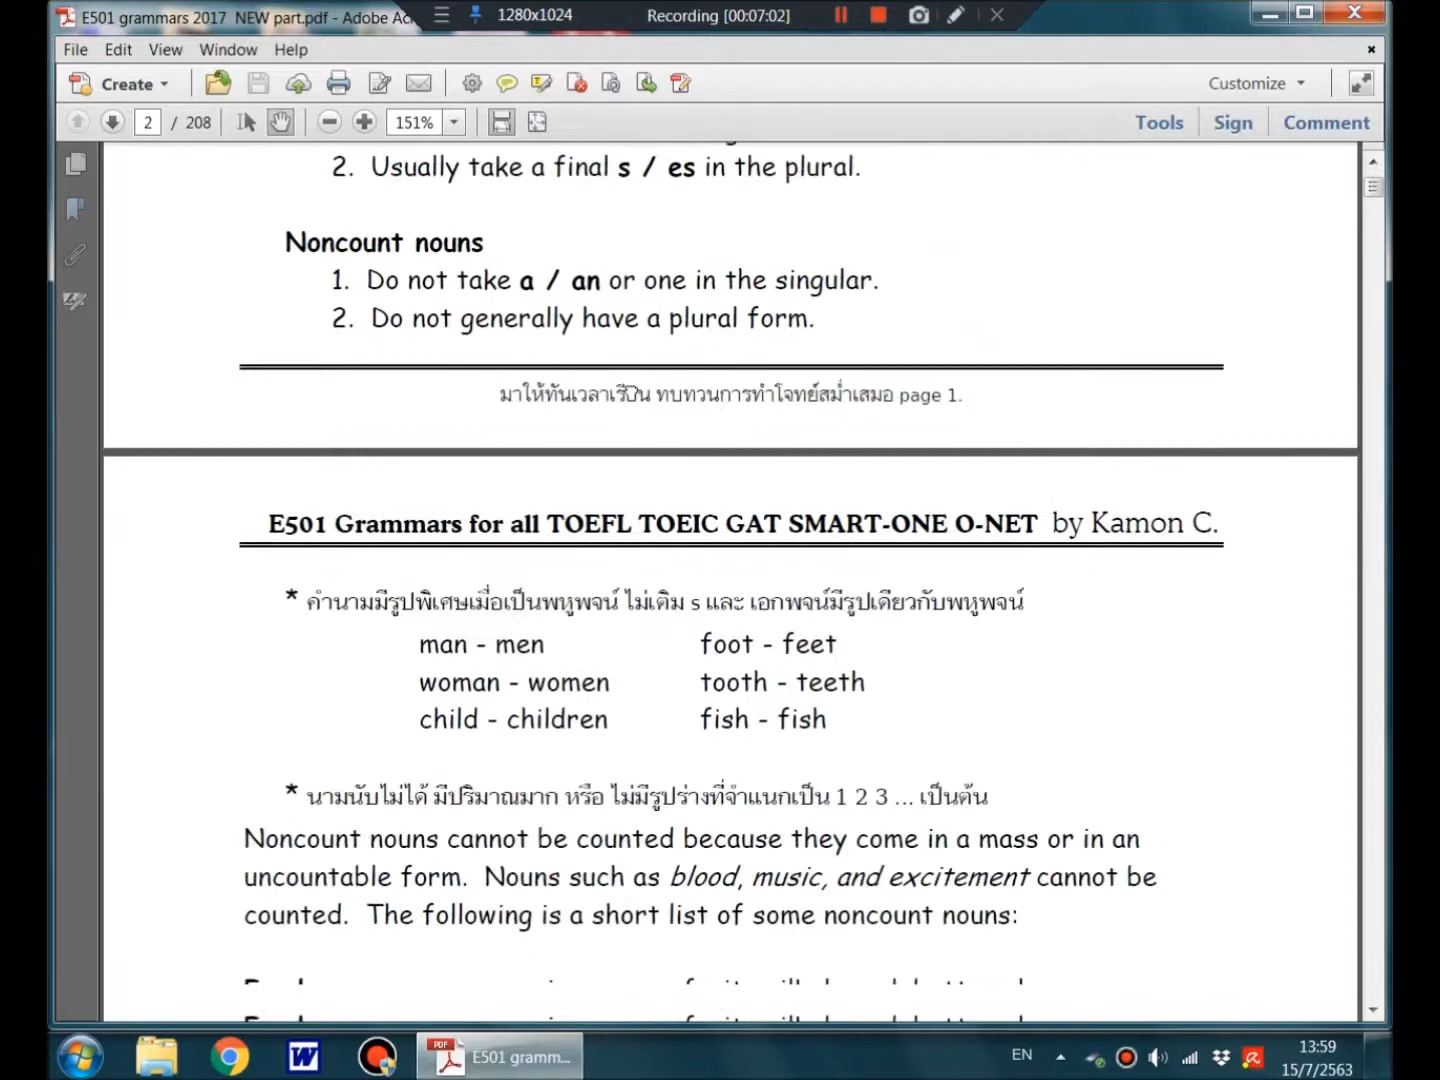 E501 grammars 2017 NEW part.pdf - Adobe Ac
1280x1024
Recording [00:07:02]
File Edit View Window Help
Create
Customize
2 / 208
151%
Tools Sign Comment
2. Usually take a final s / es in the plural.
Noncount nouns
1. Do not take a / an or one in the singular.
2. Do not generally have a plural form.
มาให้ทันเวลาเรียน ทบทวนการทำโจทย์สม่ำเสมอ page 1.
E501 Grammars for all TOEFL TOEIC GAT SMART-ONE O-NET by Kamon C.
* คำนามมีรูปพิเศษเมื่อเป็นพหูพจน์ ไม่เติม s และ เอกพจน์มีรูปเดียวกับพหูพจน์
man - men foot - feet
woman - women tooth - teeth
child - children fish - fish
* นามนับไม่ได้ มีปริมาณมาก หรือ ไม่มีรูปร่างที่จำแนกเป็น 1 2 3 ... เป็นต้น
Noncount nouns cannot be counted because they come in a mass or in an
uncountable form. Nouns such as blood, music, and excitement cannot be
counted. The following is a short list of some noncount nouns:
E501 gramm...
EN
13:59
15/7/2563